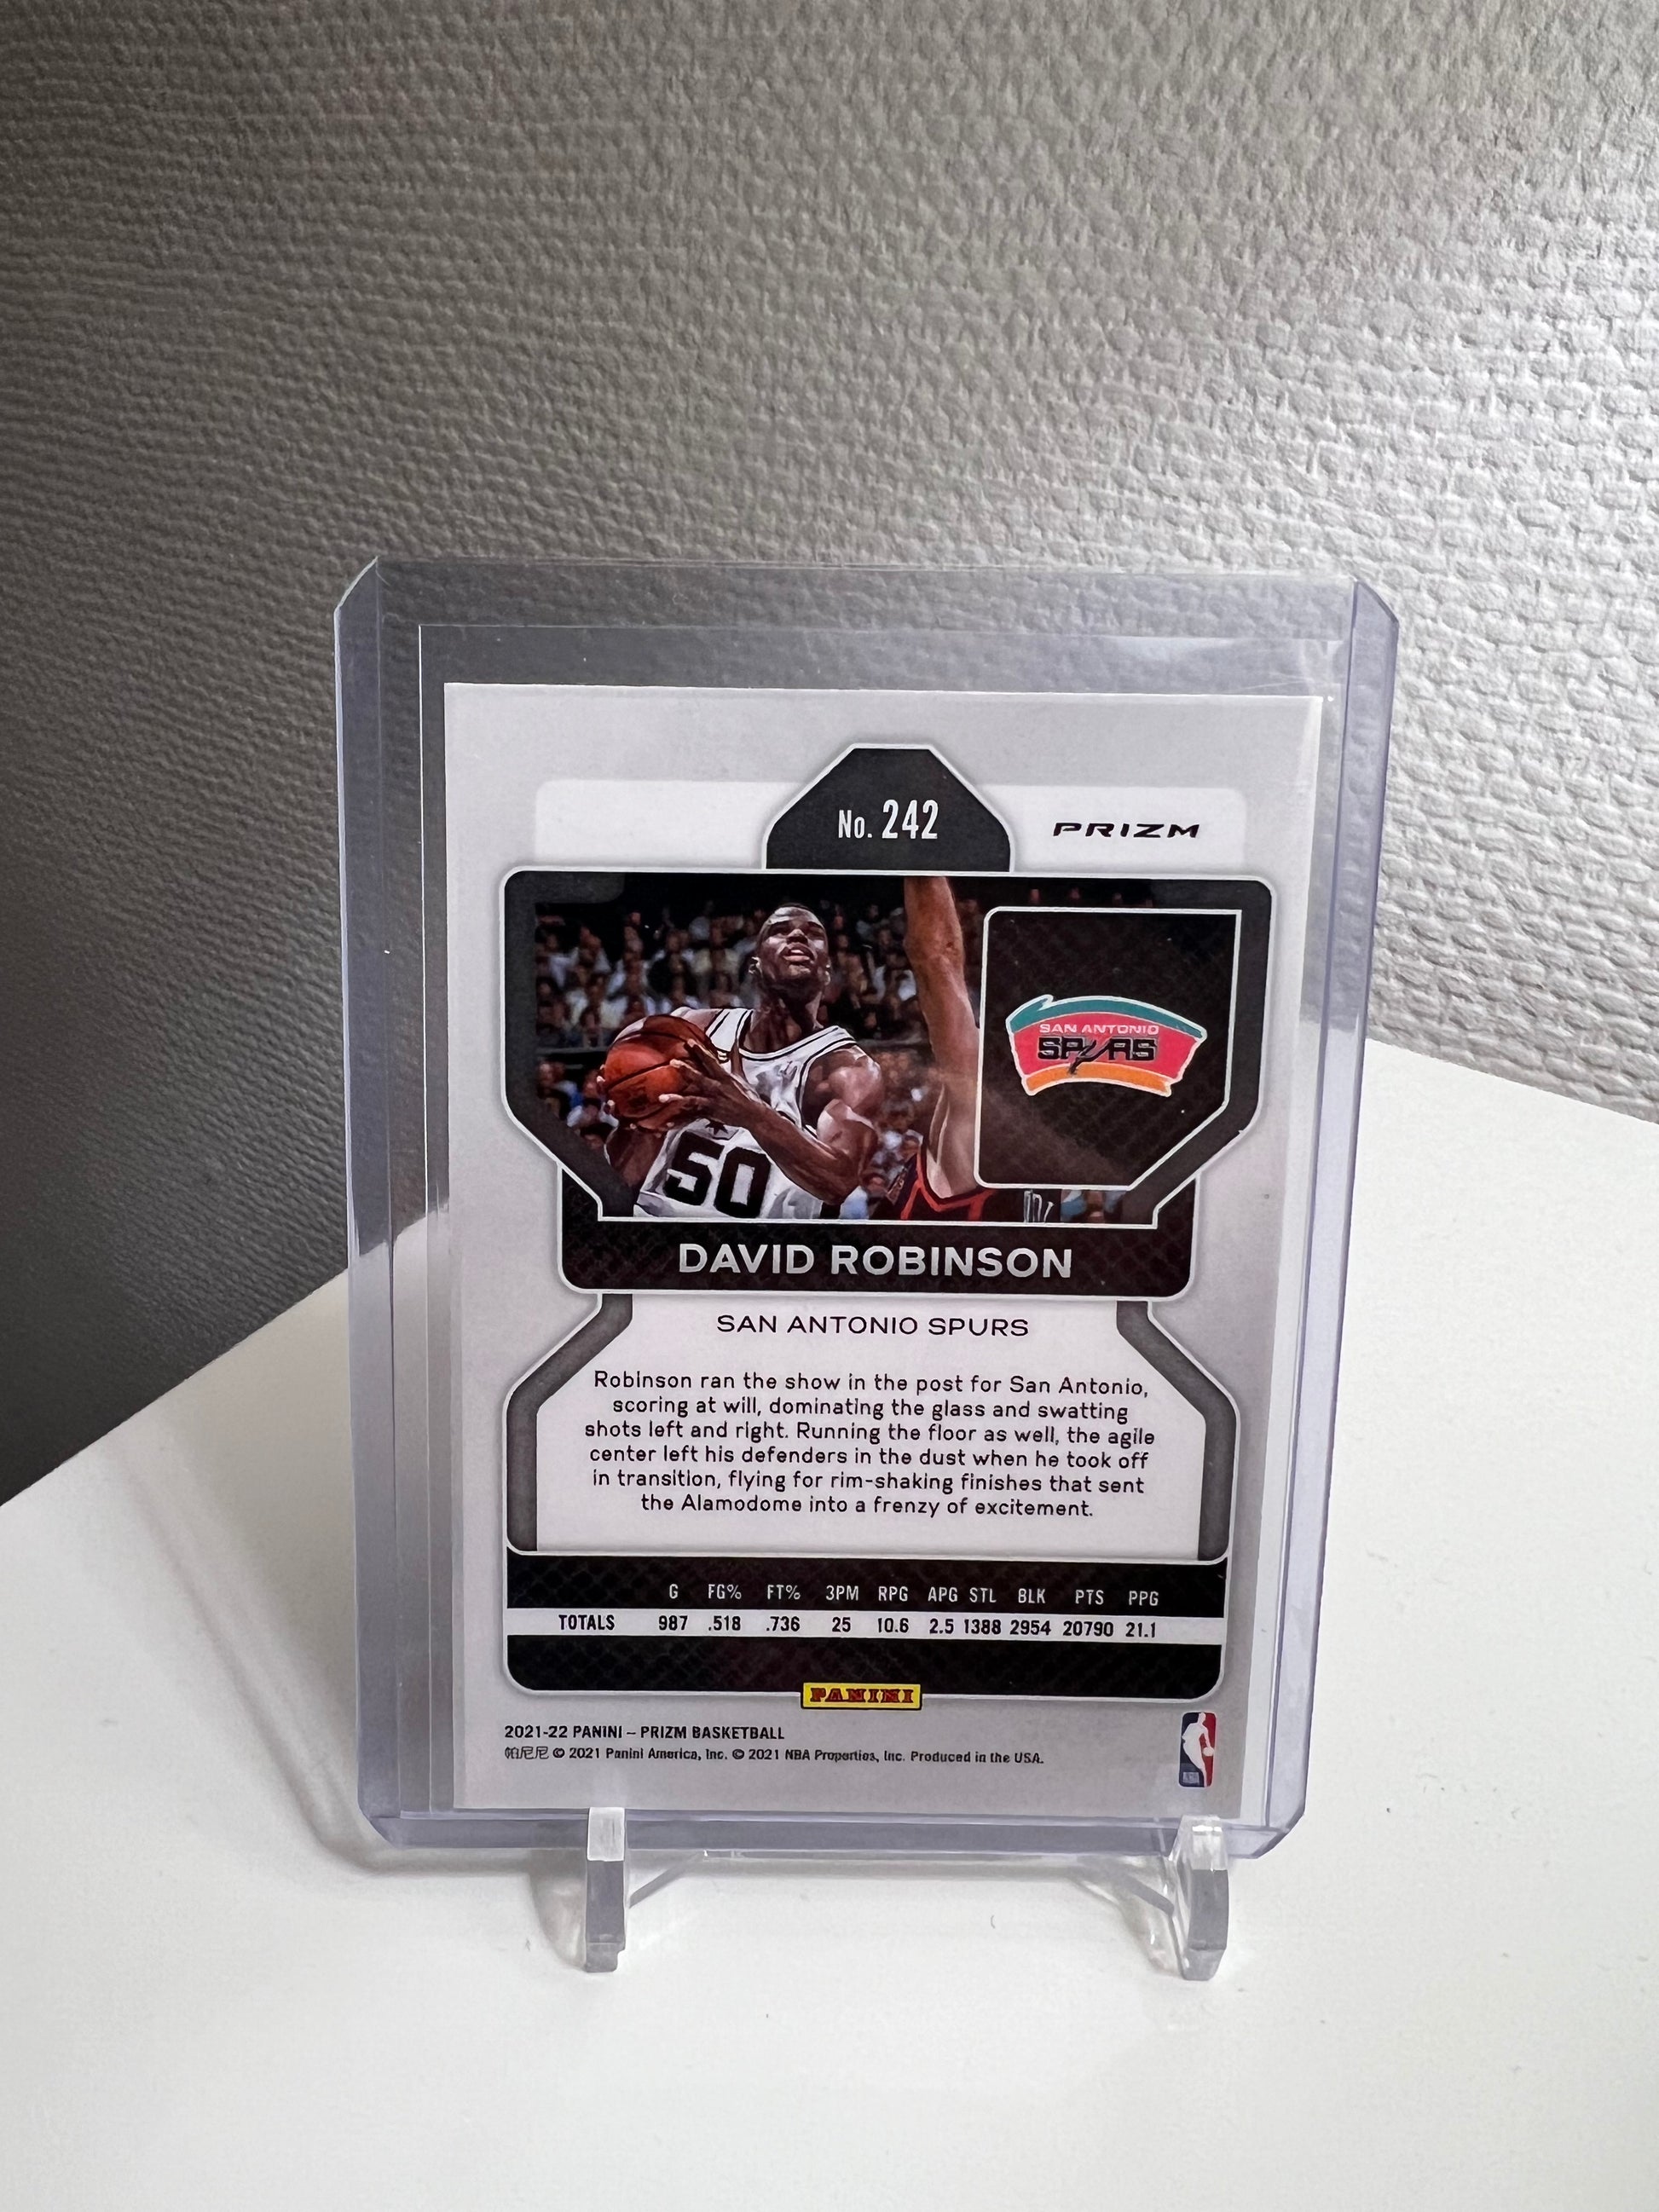 No. 242
PRIZM
SAN ANTONIO
SPURS
50
DAVID ROBINSON
SAN ANTONIO SPURS
Robinson ran the show in the post for San Antonio,
scoring at will, dominating the glass and swatting
shots left and right. Running the floor as well, the agile
center left his defenders in the dust when he took off
in transition, flying for rim-shaking finishes that sent
the Alamodome into a frenzy of excitement.
G FG% FT% 3PM RPG APG STL BLK PTS PPG
TOTALS 987 .518 .736 25 10.6 2.5 1388 2954 20790 21.1
PANINI
2021-22 PANINI – PRIZM BASKETBALL
帕尼尼 © 2021 Panini America, Inc. © 2021 NBA Properties, Inc. Produced in the USA.